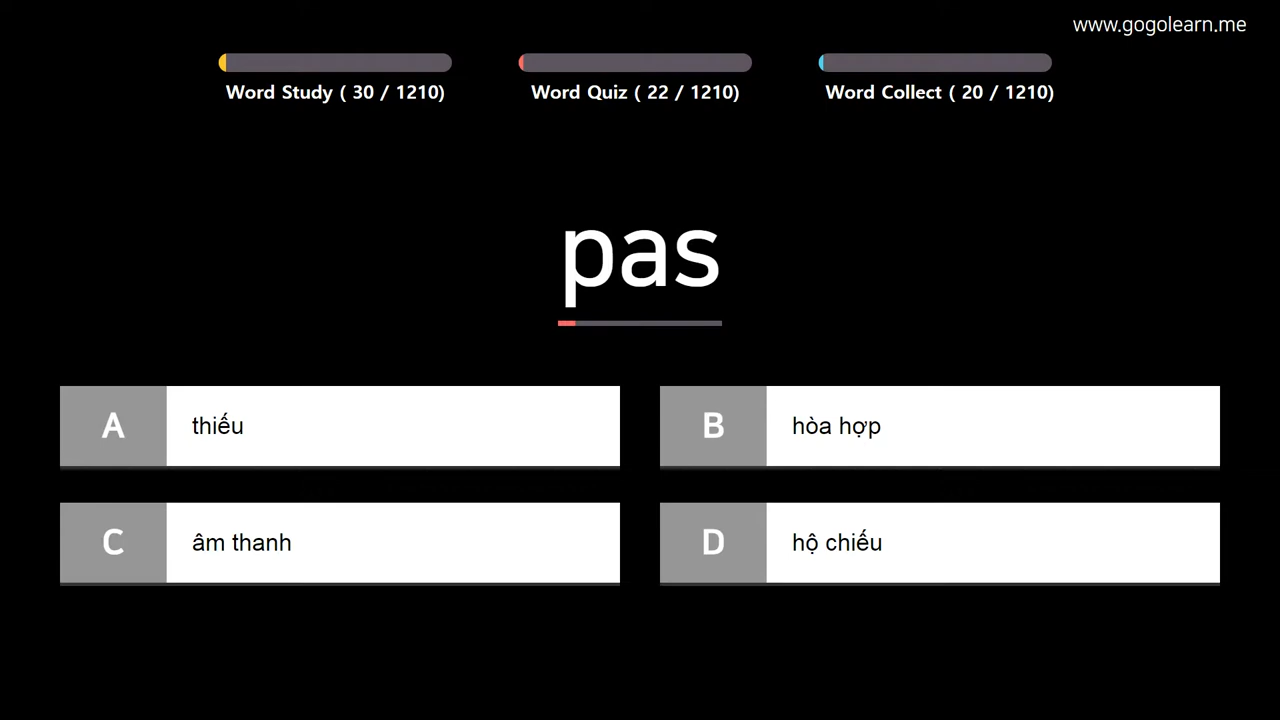 www.gogolearn.me
Word Study ( 30 / 1210)
Word Quiz ( 22 / 1210)
Word Collect ( 20 / 1210)
pas
A thiếu
B hòa hợp
C âm thanh
D hộ chiếu